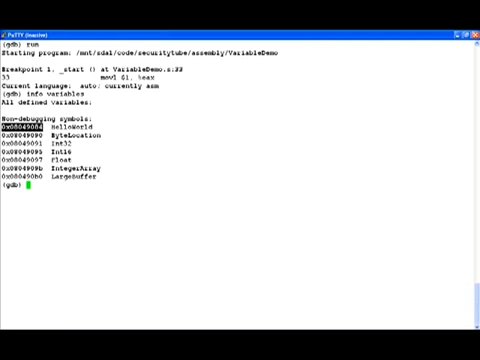 PuTTY (inactive)
(gdb) run
Starting program: /mnt/sda1/code/securitytube/assembly/VariableDemo
Breakpoint 1, _start () at VariableDemo.s:33
33 movl $1, %eax
Current language: auto; currently asm
(gdb) info variables
All defined variables:
Non-debugging symbols:
0x08049084 HelloWorld
0x08049090 ByteLocation
0x08049091 Int32
0x08049095 Int16
0x08049097 Float
0x0804909b IntegerArray
0x080490b0 LargeBuffer
(gdb)